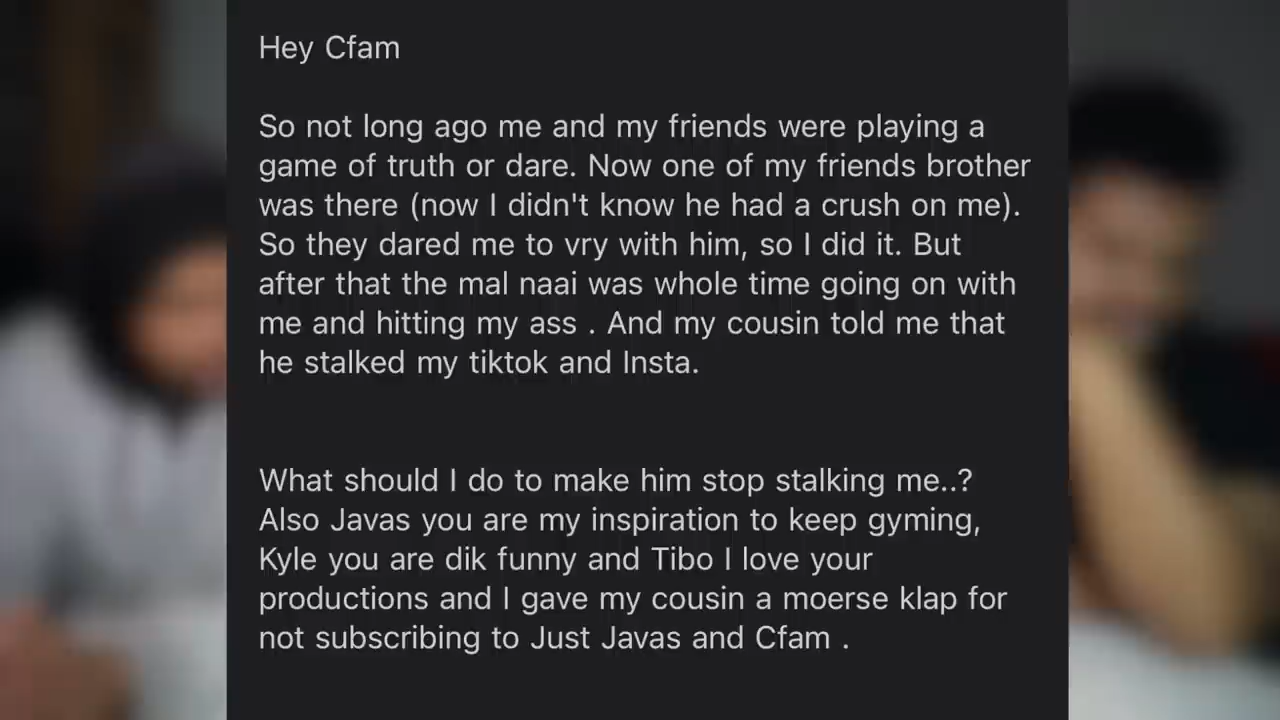 Hey Cfam
So not long ago me and my friends were playing a
game of truth or dare. Now one of my friends brother
was there (now I didn't know he had a crush on me).
So they dared me to vry with him, so I did it. But
after that the mal naai was whole time going on with
me and hitting my ass . And my cousin told me that
he stalked my tiktok and Insta.
What should I do to make him stop stalking me..?
Also Javas you are my inspiration to keep gyming,
Kyle you are dik funny and Tibo I love your
productions and I gave my cousin a moerse klap for
not subscribing to Just Javas and Cfam .